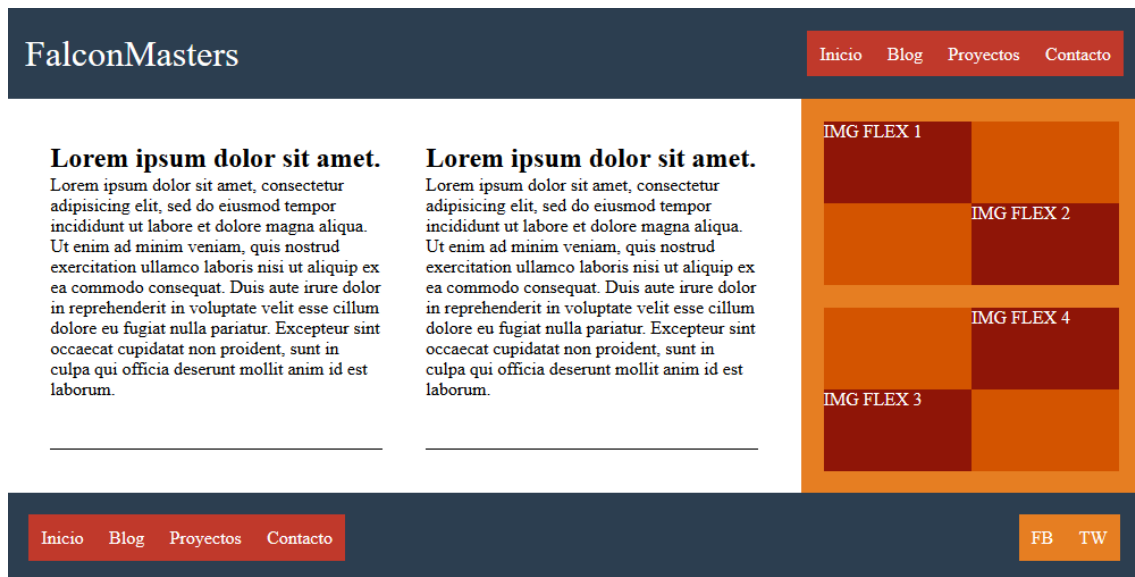 FalconMasters
Inicio Blog Proyectos Contacto
Lorem ipsum dolor sit amet.
Lorem ipsum dolor sit amet, consectetur
adipisicing elit, sed do eiusmod tempor
incididunt ut labore et dolore magna aliqua.
Ut enim ad minim veniam, quis nostrud
exercitation ullamco laboris nisi ut aliquip ex
ea commodo consequat. Duis aute irure dolor
in reprehenderit in voluptate velit esse cillum
dolore eu fugiat nulla pariatur. Excepteur sint
occaecat cupidatat non proident, sunt in
culpa qui officia deserunt mollit anim id est
laborum.
Lorem ipsum dolor sit amet.
Lorem ipsum dolor sit amet, consectetur
adipisicing elit, sed do eiusmod tempor
incididunt ut labore et dolore magna aliqua.
Ut enim ad minim veniam, quis nostrud
exercitation ullamco laboris nisi ut aliquip ex
ea commodo consequat. Duis aute irure dolor
in reprehenderit in voluptate velit esse cillum
dolore eu fugiat nulla pariatur. Excepteur sint
occaecat cupidatat non proident, sunt in
culpa qui officia deserunt mollit anim id est
laborum.
IMG FLEX 1
IMG FLEX 2
IMG FLEX 4
IMG FLEX 3
Inicio Blog Proyectos Contacto
FB TW